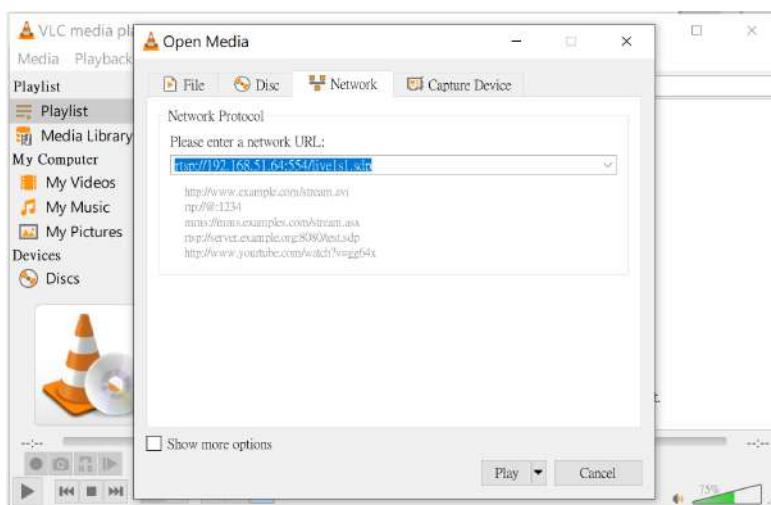 VLC media pl
Media Playback
Open Media
File
Disc
Network
Capture Device
Network Protocol
Please enter a network URL:
rtsp://192.168.51.64:554/live1s1.sdp
http://www.example.com/stream.avi
rtp://@:1234
mms://mms.examples.com/stream.asx
rtsp://server.example.org:8080/test.sdp
http://www.yourtube.com/watch?v=gg64x
Playlist
Playlist
Media Library
My Computer
My Videos
My Music
My Pictures
Devices
Discs
Show more options
Play
Cancel
--:--
--:--
75%